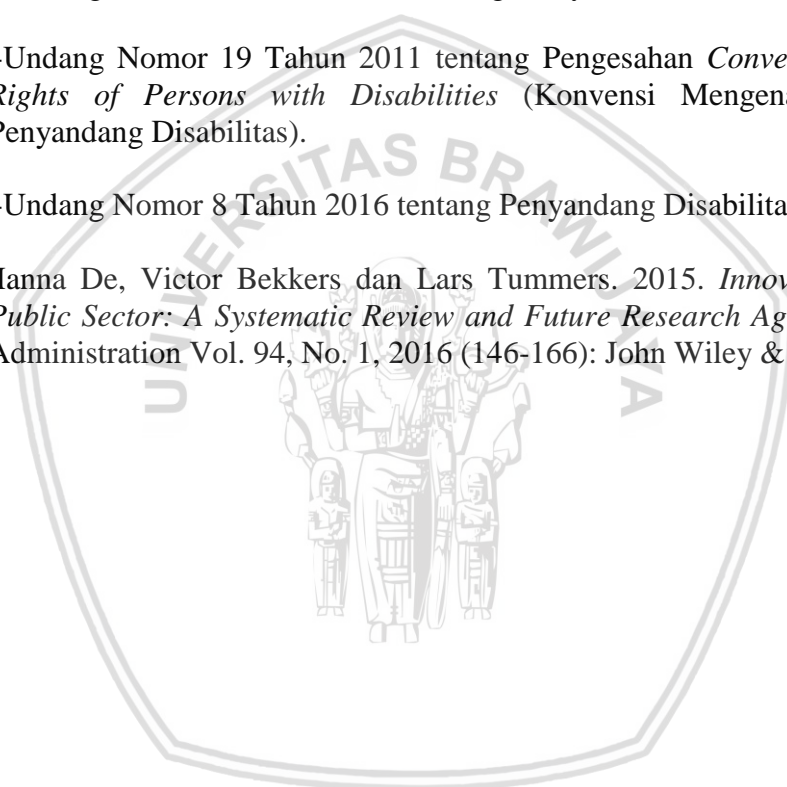 -Undang Nomor 19 Tahun 2011 tentang Pengesahan Conve
Rights of Persons with Disabilities (Konvensi Mengena
Penyandang Disabilitas).
-Undang Nomor 8 Tahun 2016 tentang Penyandang Disabilita
Hanna De, Victor Bekkers dan Lars Tummers. 2015. Innov
Public Sector: A Systematic Review and Future Research Ag
Administration Vol. 94, No. 1, 2016 (146-166): John Wiley &
UNIVERSITAS BRAWIJAYA